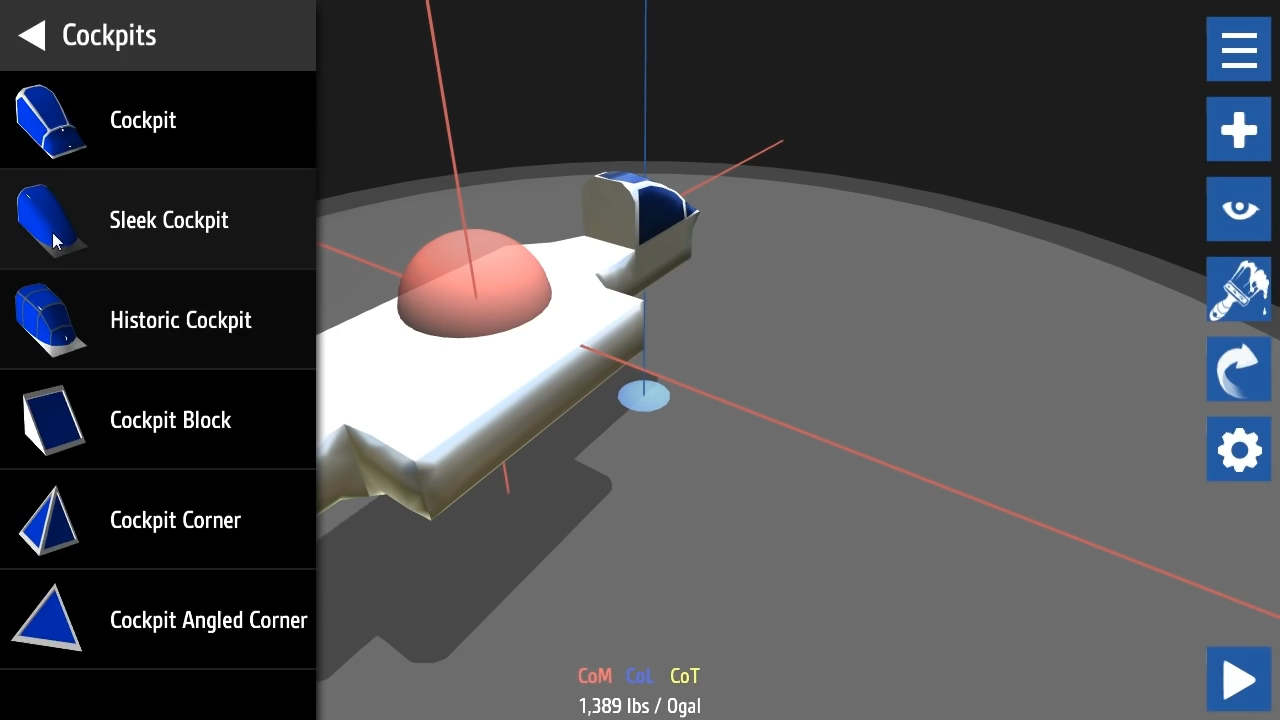 Cockpits
Cockpit
Sleek Cockpit
Historic Cockpit
Cockpit Block
Cockpit Corner
Cockpit Angled Corner
CoM CoL CoT
1,389 lbs / 0gal